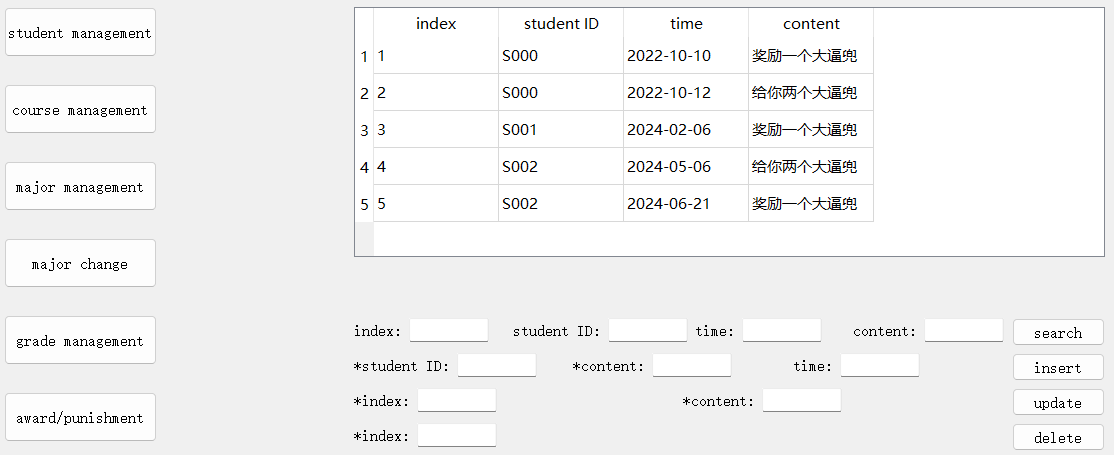 student management
course management
major management
major change
grade management
award/punishment
index student ID time content
1 1 S000 2022-10-10 奖励一个大逼兜
2 2 S000 2022-10-12 给你两个大逼兜
3 3 S001 2024-02-06 奖励一个大逼兜
4 4 S002 2024-05-06 给你两个大逼兜
5 5 S002 2024-06-21 奖励一个大逼兜
index: student ID: time: content: search
*student ID: *content: time: insert
*index: *content: update
*index: delete